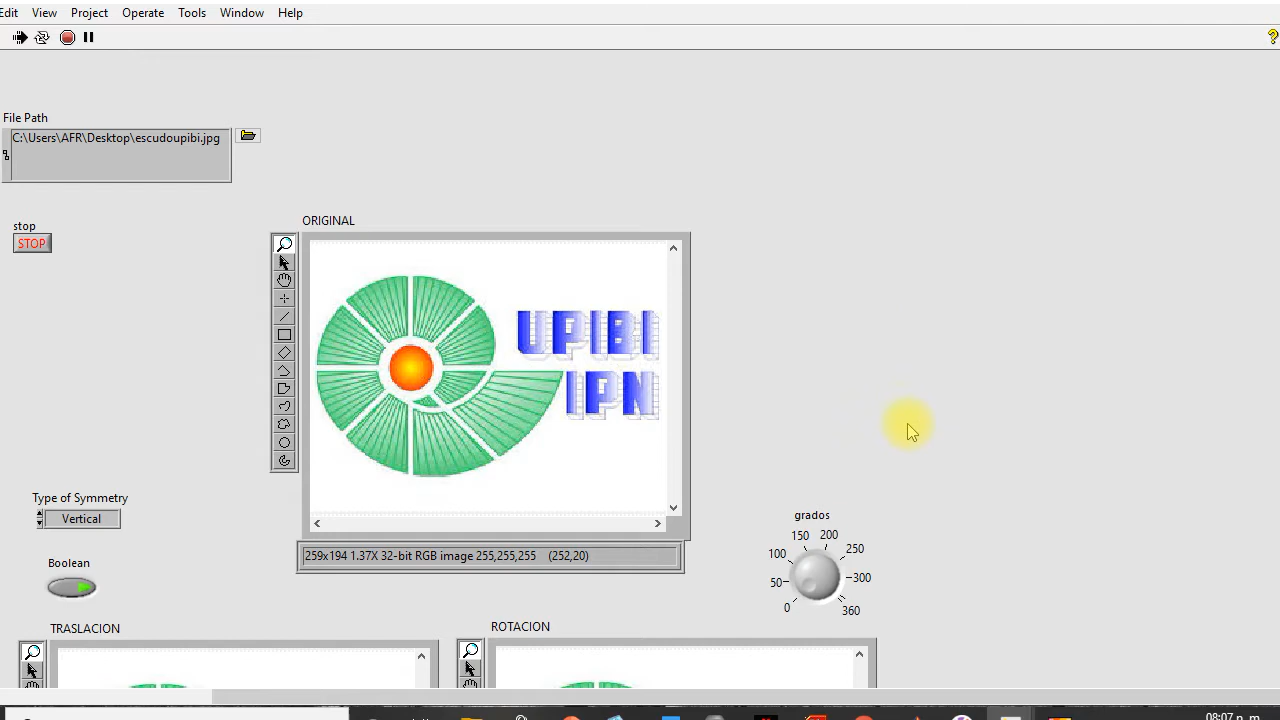 Edit View Project Operate Tools Window Help
File Path
C:\Users\AFR\Desktop\escudoupibi.jpg
stop
STOP
ORIGINAL
UPIBI
IPN
Type of Symmetry
Vertical
259x194 1.37X 32-bit RGB image 255,255,255 (252,20)
Boolean
grados
0 50 100 150 200 250 300 360
TRASLACION
ROTACION
08:07 p. m.